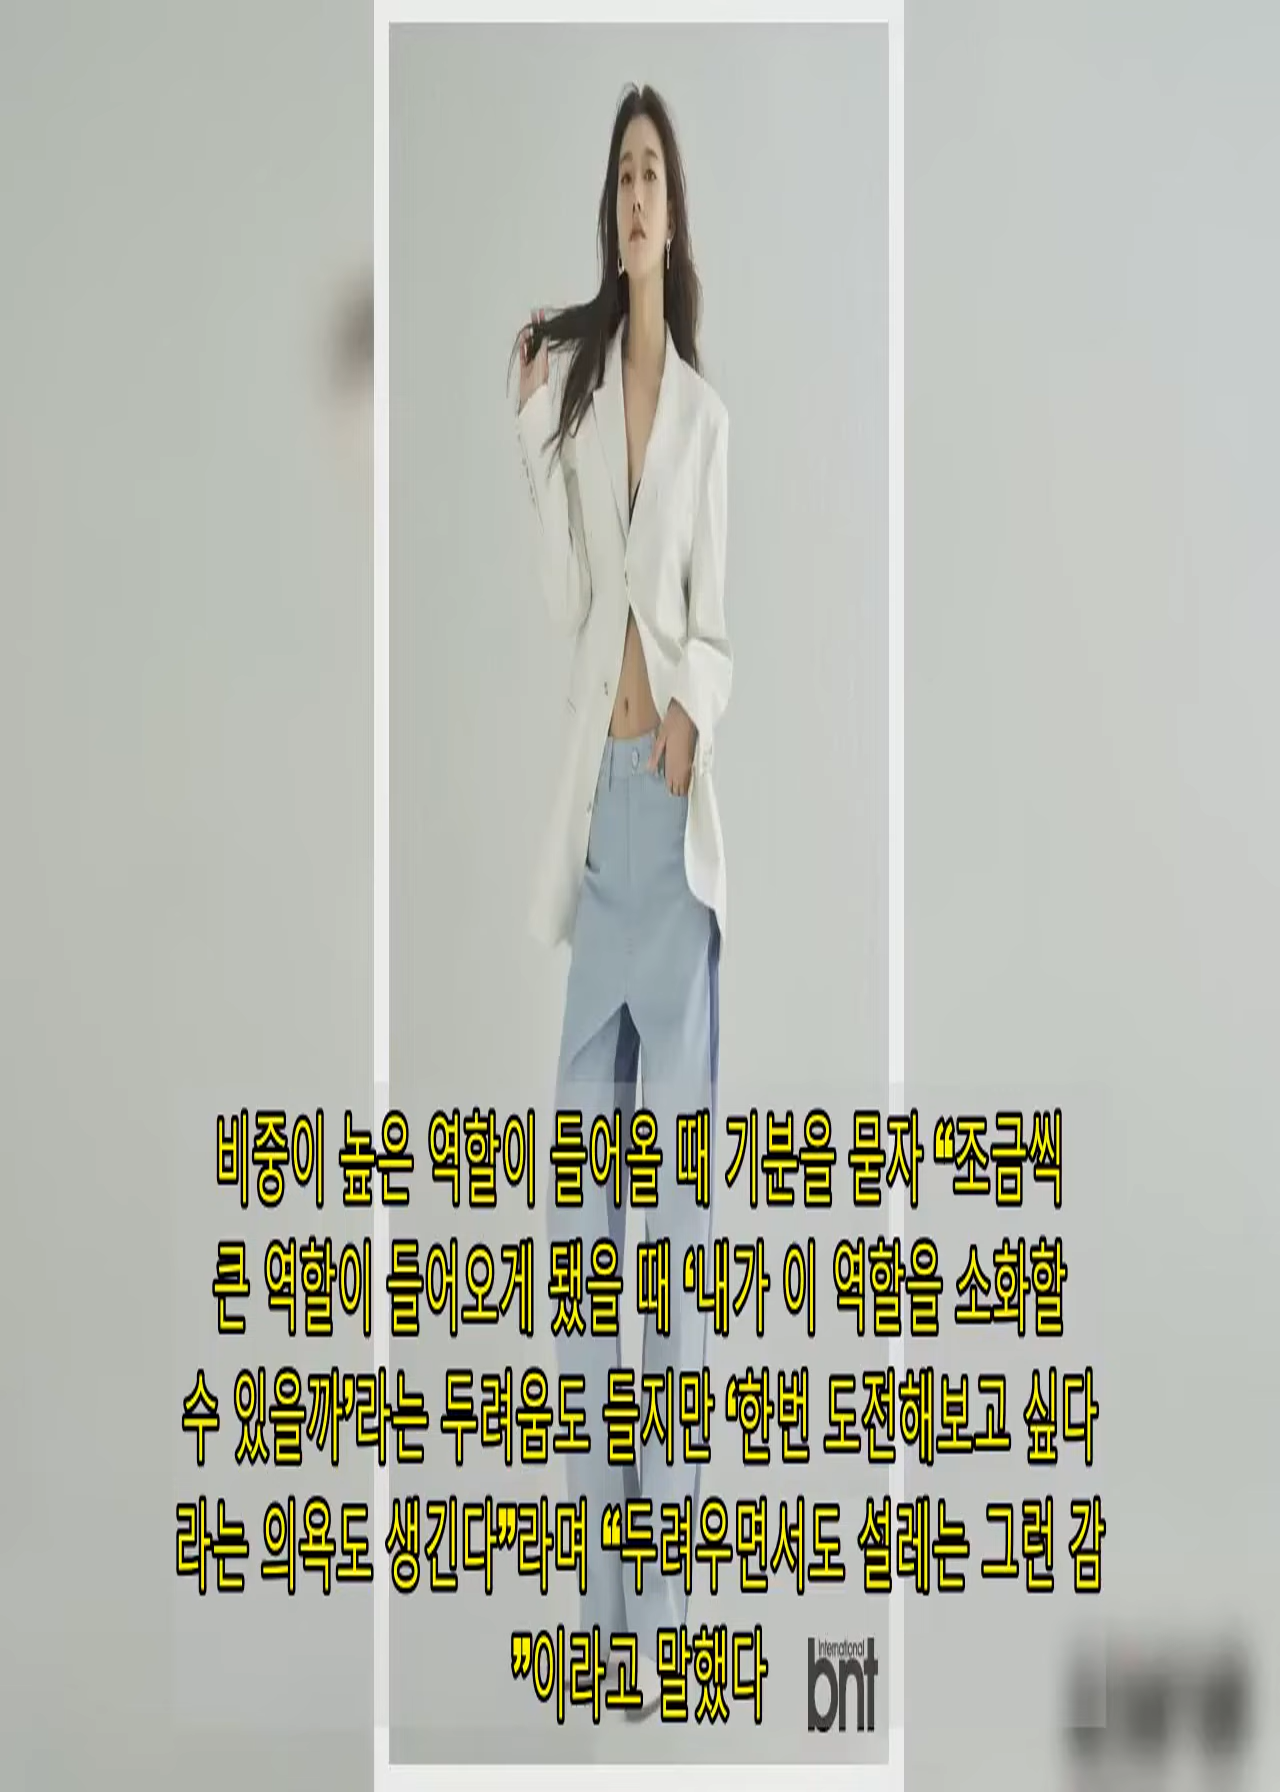 비중이 높은 역할이 들어올 때 기분을 묻자 “조금씩
큰 역할이 들어오게 됐을 때 ‘내가 이 역할을 소화할
수 있을까’라는 두려움도 들지만 ‘한번 도전해보고 싶다
라는 의욕도 생긴다”라며 “두려우면서도 설레는 그런 감
”이라고 말했다
international
bnt